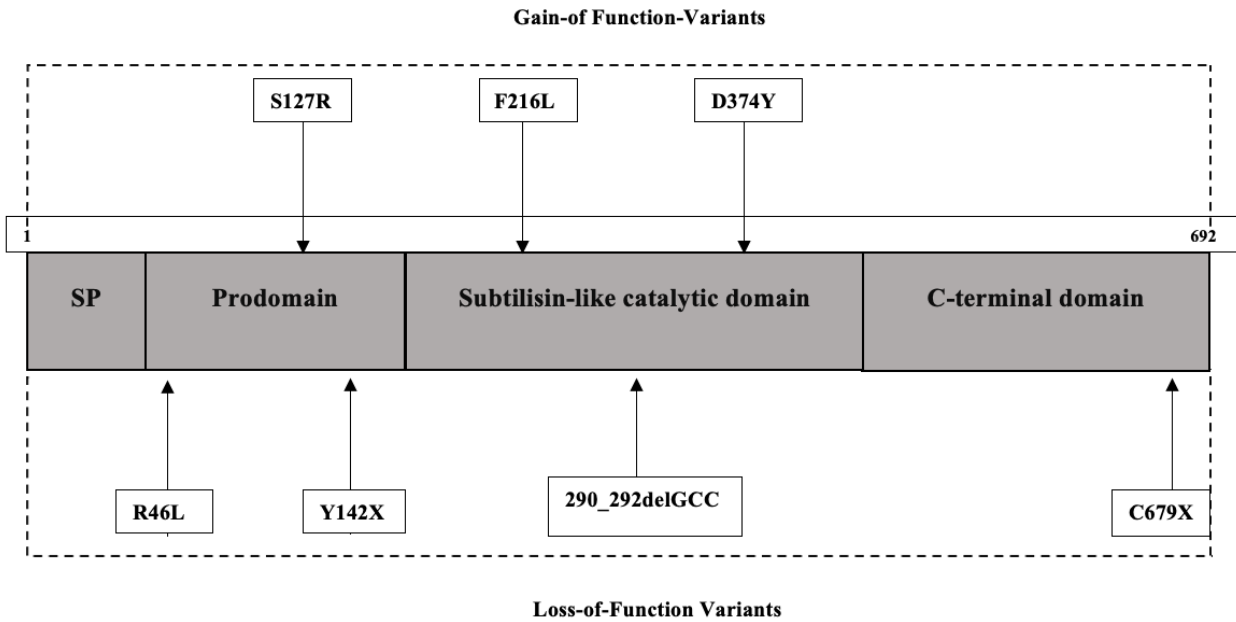 Gain-of Function-Variants
S127R
F216L
D374Y
1
692
SP
Prodomain
Subtilisin-like catalytic domain
C-terminal domain
R46L
Y142X
290_292delGCC
C679X
Loss-of-Function Variants